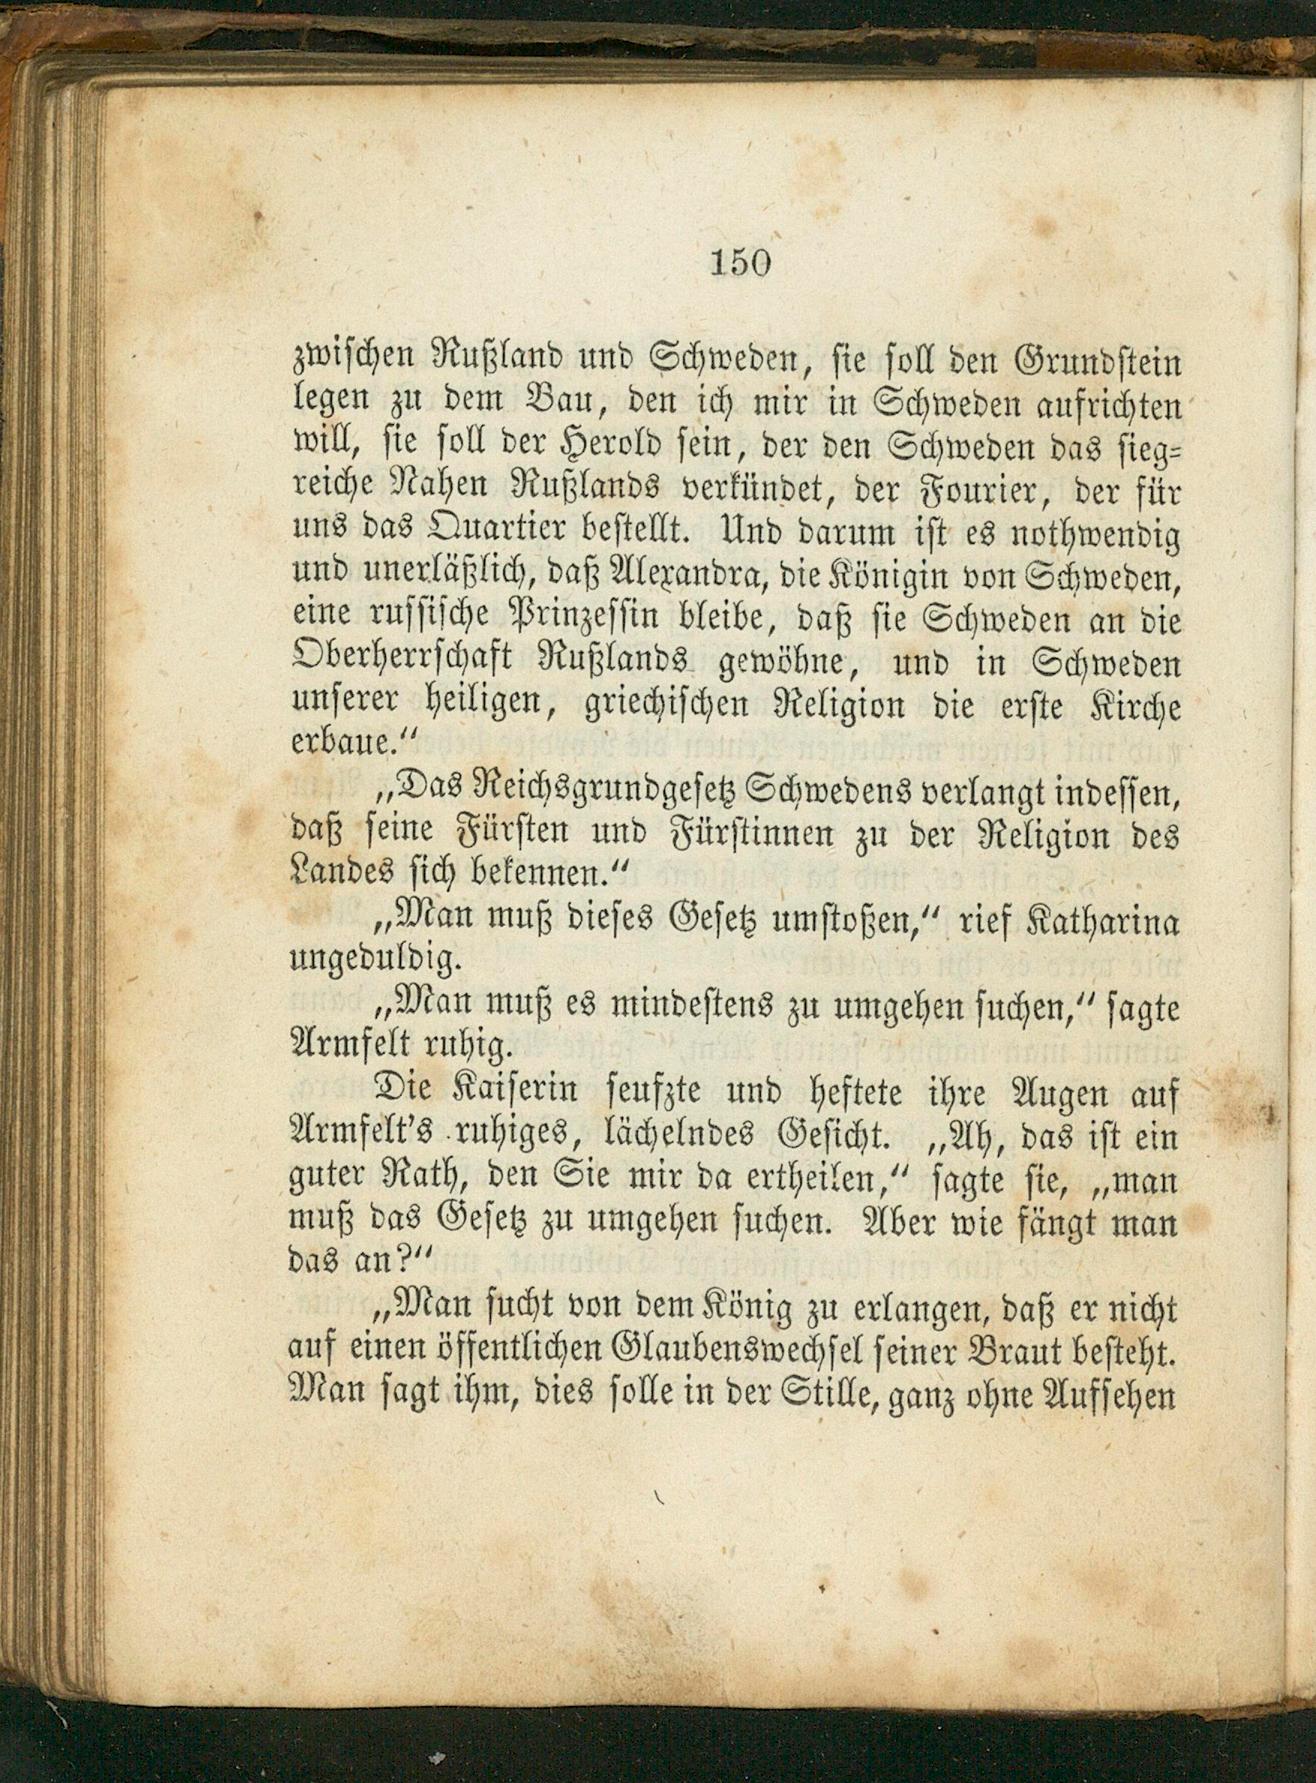 150
zwischen Rußland und Schweden, sie soll den Grundstein
legen zu dem Bau, den ich mir in Schweden aufrichten
will, sie soll der Herold sein, der den Schweden das sieg-
reiche Nahen Rußlands verkündet, der Fourier, der für
uns das Quartier bestellt. Und darum ist es nothwendig
und unerläßlich, daß Alexandra, die Königin von Schweden,
eine russische Prinzessin bleibe, daß sie Schweden an die
Oberherrschaft Rußlands gewöhne, und in Schweden
unserer heiligen, griechischen Religion die erste Kirche
erbaue.“
„Das Reichsgrundgesetz Schwedens verlangt indessen,
daß seine Fürsten und Fürstinnen zu der Religion des
Landes sich bekennen.“
„Man muß dieses Gesetz umstoßen,“ rief Katharina
ungeduldig.
„Man muß es mindestens zu umgehen suchen,“ sagte
Armfelt ruhig.
Die Kaiserin seufzte und heftete ihre Augen auf
Armfelt's ruhiges, lächelndes Gesicht. „Ah, das ist ein
guter Rath, den Sie mir da ertheilen,“ sagte sie, „man
muß das Gesetz zu umgehen suchen. Aber wie fängt man
das an?“
„Man sucht von dem König zu erlangen, daß er nicht
auf einen öffentlichen Glaubenswechsel seiner Braut besteht.
Man sagt ihm, dies solle in der Stille, ganz ohne Aufsehen